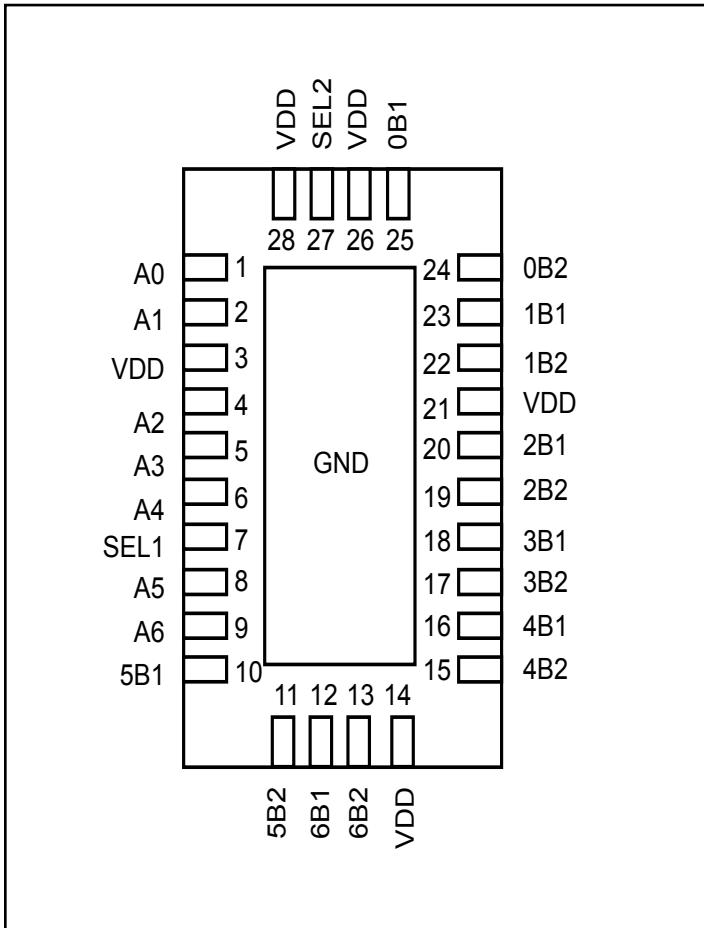 VDD SEL2 VDD 0B1
28 27 26 25
A0 1 24 0B2
A1 2 23 1B1
VDD 3 22 1B2
A2 4 21 VDD
A3 5 20 2B1
A4 6 19 2B2
SEL1 7 18 3B1
A5 8 17 3B2
A6 9 16 4B1
5B1 10 15 4B2
GND
11 12 13 14
5B2 6B1 6B2 VDD